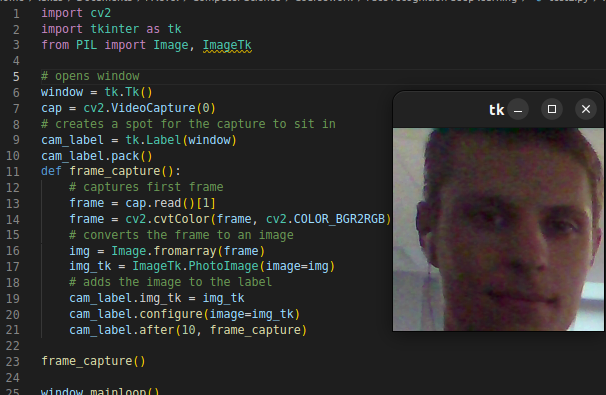 1 import cv2
2 import tkinter as tk
3 from PIL import Image, ImageTk
4
5 # opens window
6 window = tk.Tk()
7 cap = cv2.VideoCapture(0)
8 # creates a spot for the capture to sit in
9 cam_label = tk.Label(window)
10 cam_label.pack()
11 def frame_capture():
12 # captures first frame
13 frame = cap.read()[1]
14 frame = cv2.cvtColor(frame, cv2.COLOR_BGR2RGB)
15 # converts the frame to an image
16 img = Image.fromarray(frame)
17 img_tk = ImageTk.PhotoImage(image=img)
18 # adds the image to the label
19 cam_label.img_tk = img_tk
20 cam_label.configure(image=img_tk)
21 cam_label.after(10, frame_capture)
22
23 frame_capture()
24
25 window.mainloop()
tk